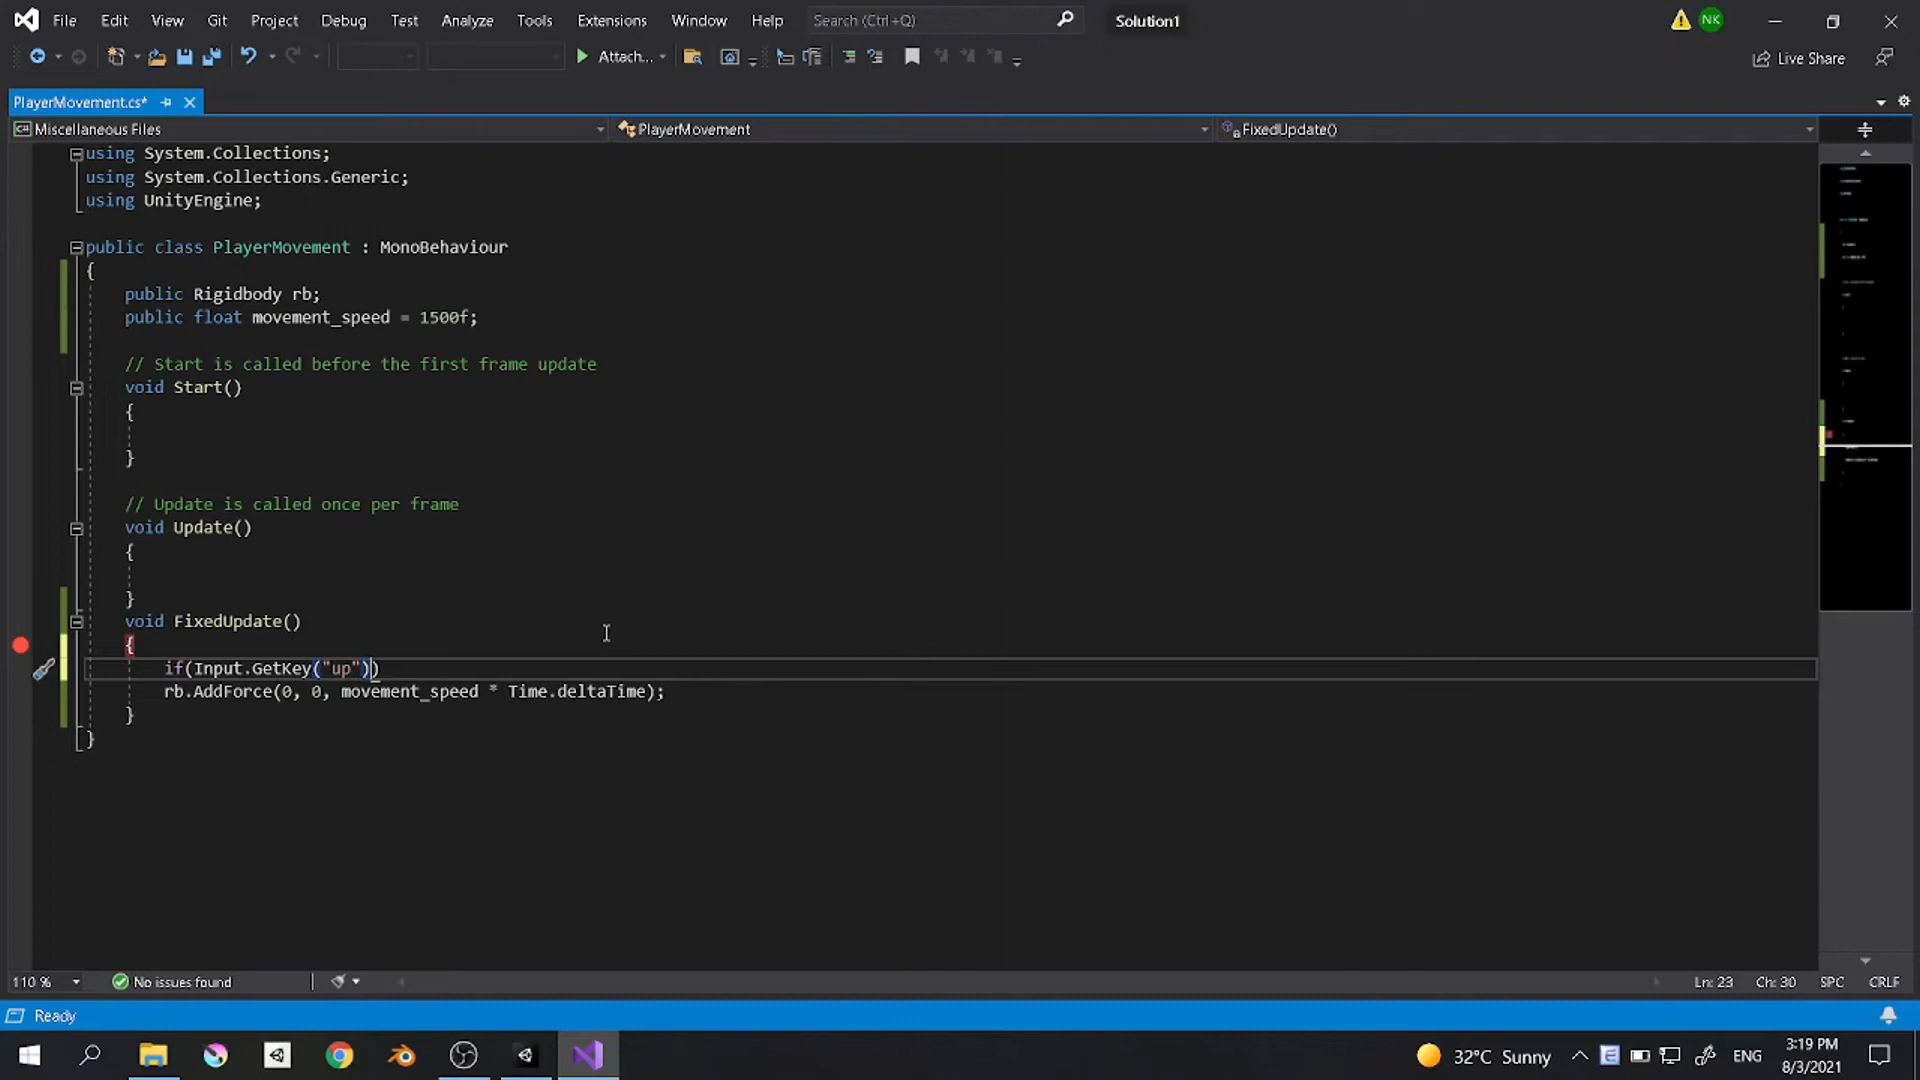 File Edit View Git Project Debug Test Analyze Tools Extensions Window Help Search (Ctrl+Q) Solution1 NK
Attach... Live Share
PlayerMovement.cs*
C# Miscellaneous Files PlayerMovement FixedUpdate()
using System.Collections;
using System.Collections.Generic;
using UnityEngine;
public class PlayerMovement : MonoBehaviour
{
public Rigidbody rb;
public float movement_speed = 1500f;
// Start is called before the first frame update
void Start()
{
}
// Update is called once per frame
void Update()
{
}
void FixedUpdate()
{
if(Input.GetKey("up"))
rb.AddForce(0, 0, movement_speed * Time.deltaTime);
}
}
110 % No issues found Ln: 23 Ch: 30 SPC CRLF
Ready
32°C Sunny E ENG 3:19 PM
8/3/2021